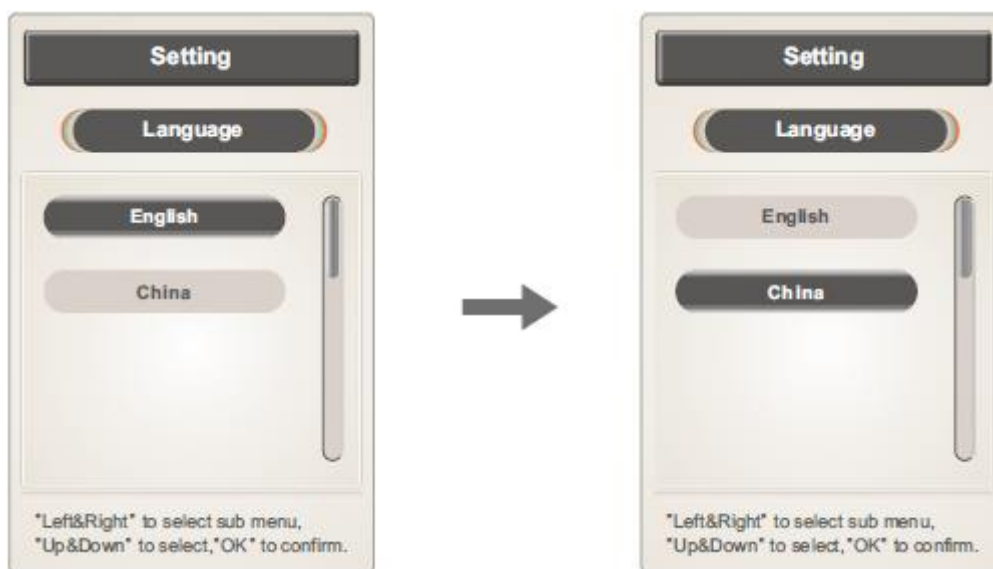 Setting
Language
English
China
"Left&Right" to select sub menu,
"Up&Down" to select,"OK" to confirm.
Setting
Language
English
China
"Left&Right" to select sub menu,
"Up&Down" to select,"OK" to confirm.